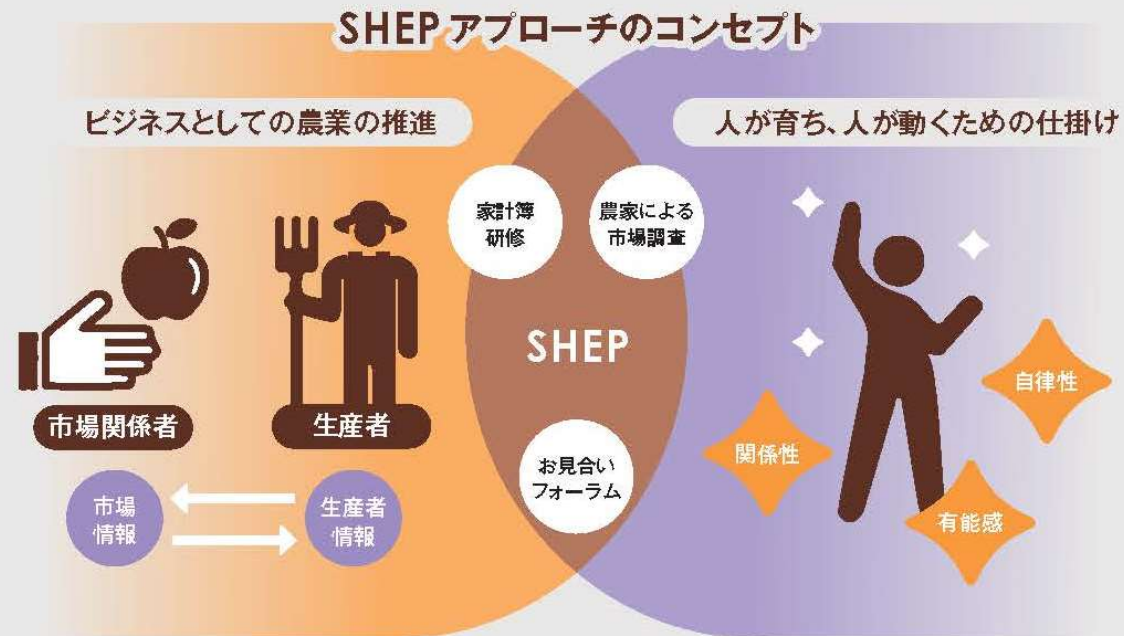 SHEPアプローチのコンセプト
ビジネスとしての農業の推進
人が育ち、人が動くための仕掛け
家計簿
研修
農家による
市場調査
SHEP
お見合い
フォーラム
市場関係者
生産者
市場
情報
生産者
情報
自律性
関係性
有能感